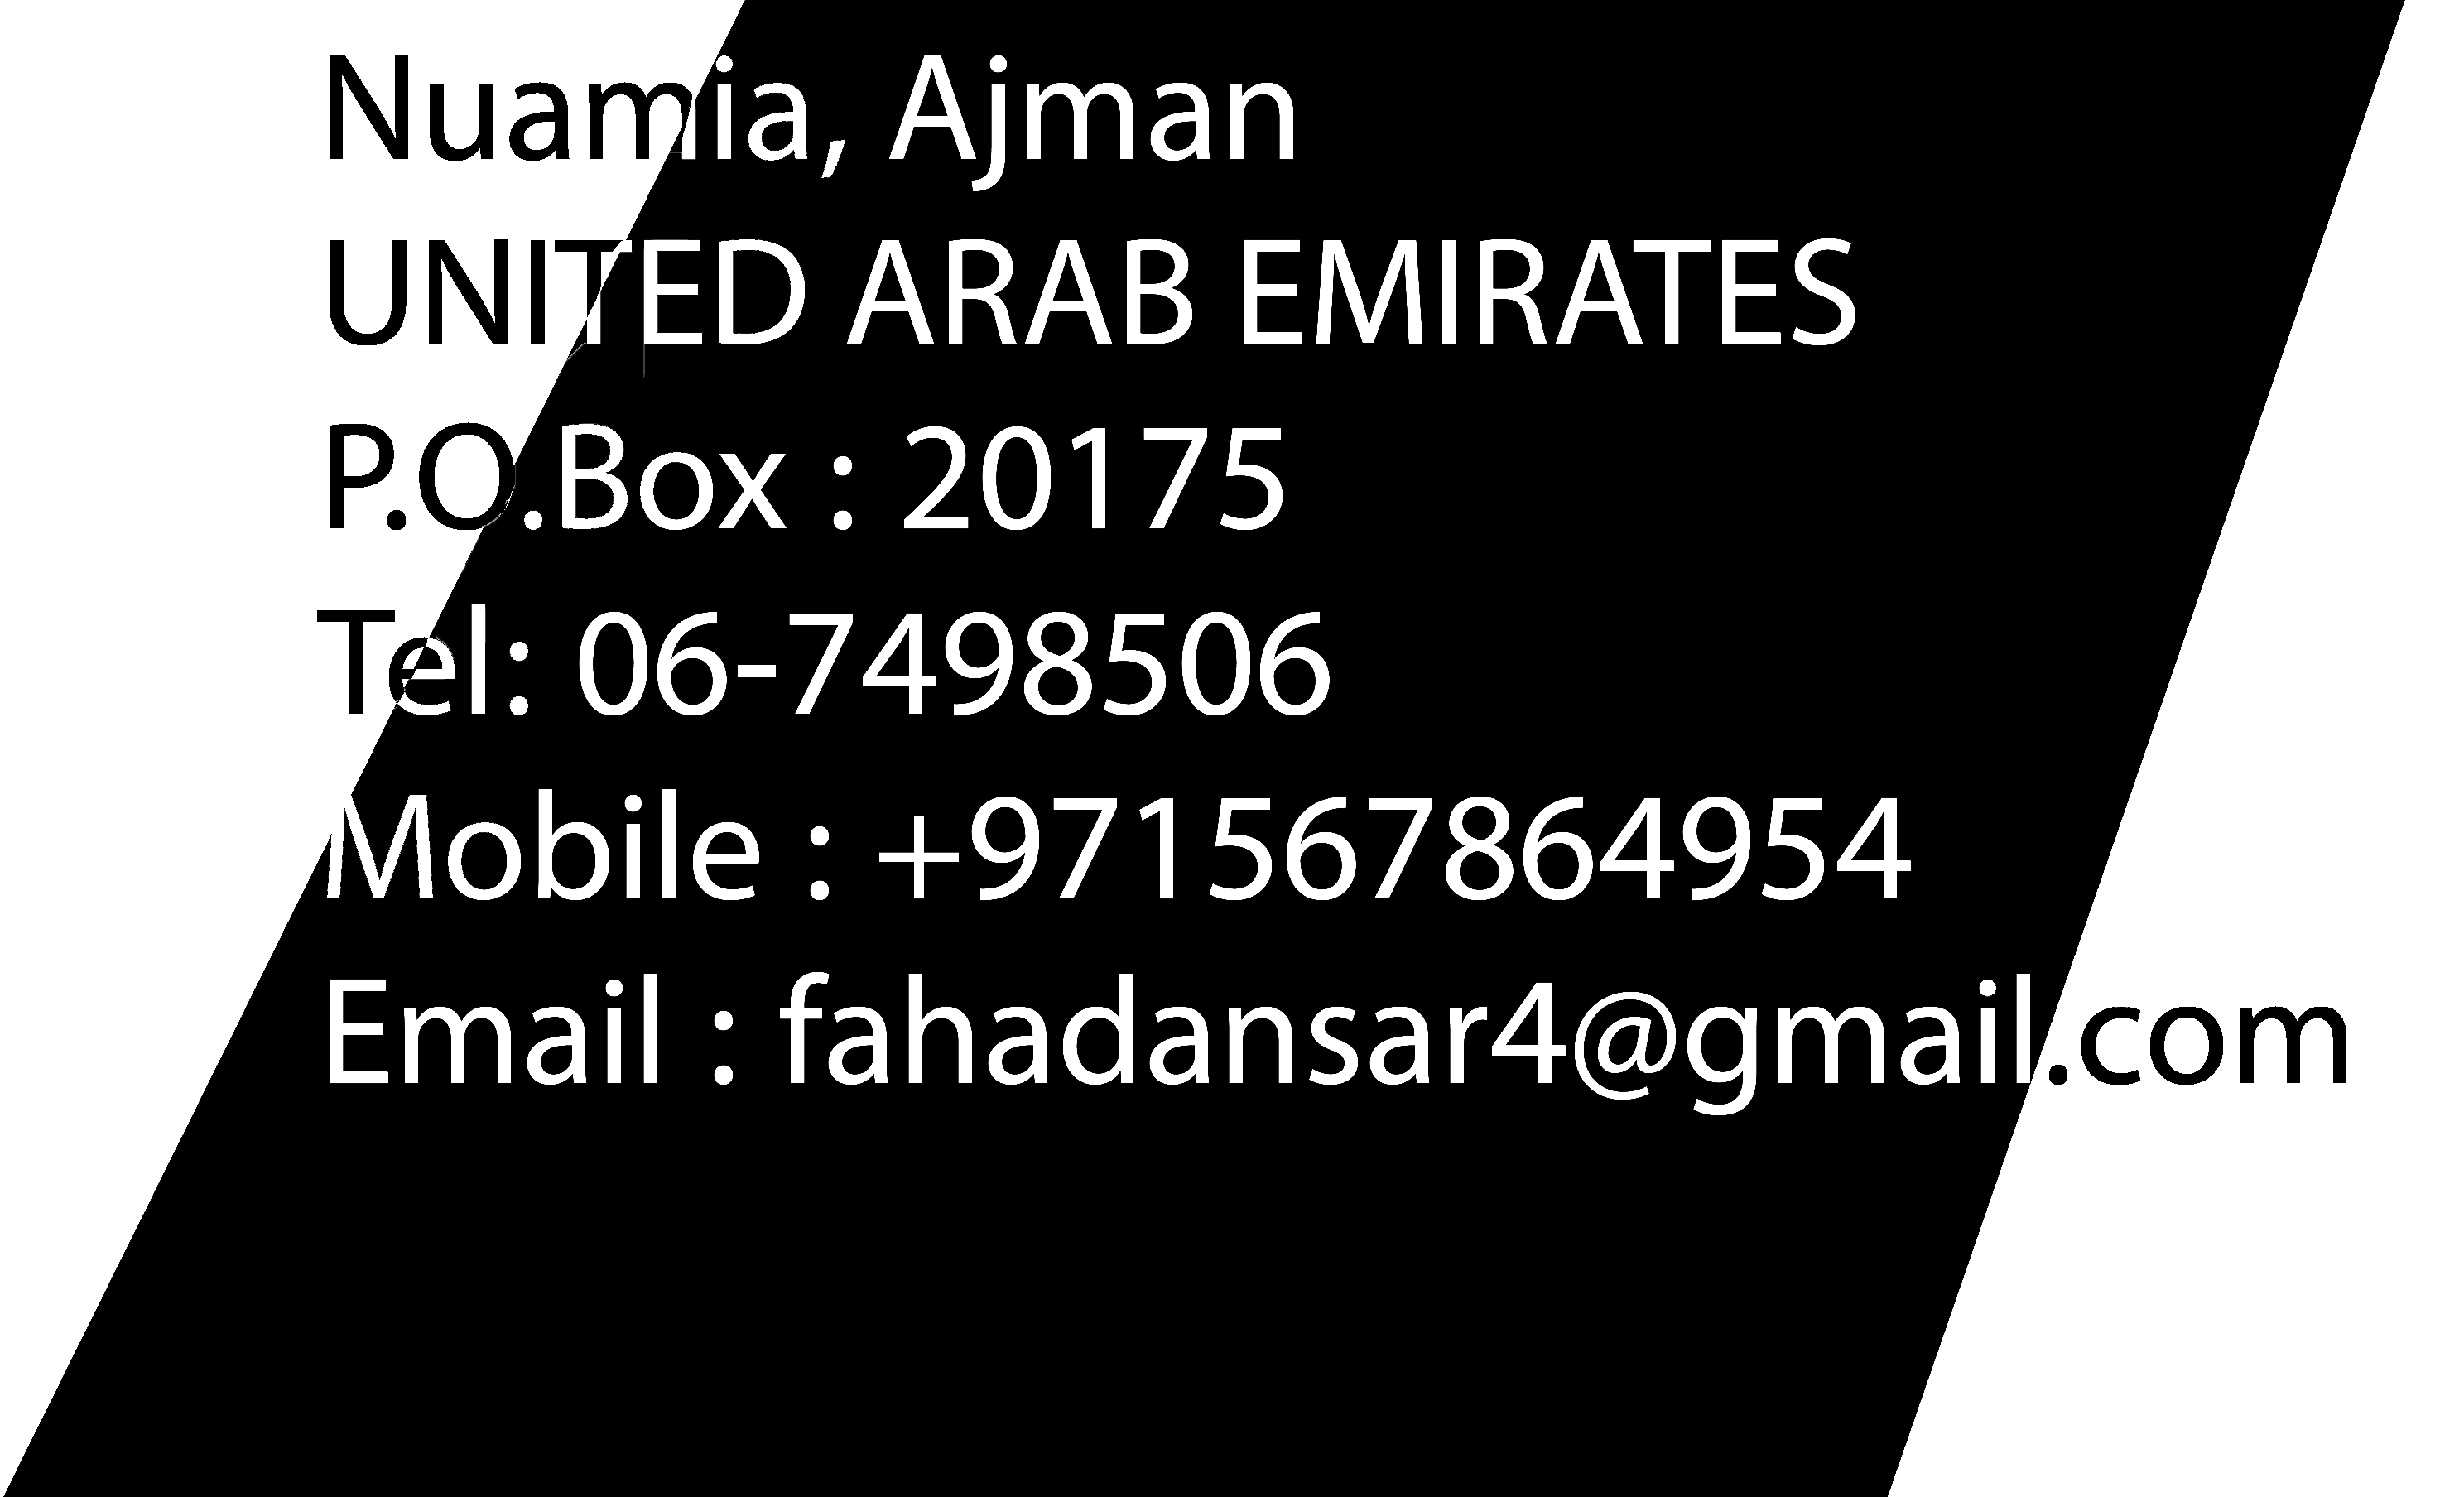 Nuamia, Ajman
UNITED ARAB EMIRATES
P.O.Box : 20175
Tel: 06-7498506
Mobile : +971567864954
Email : fahadansar4@gmail.com